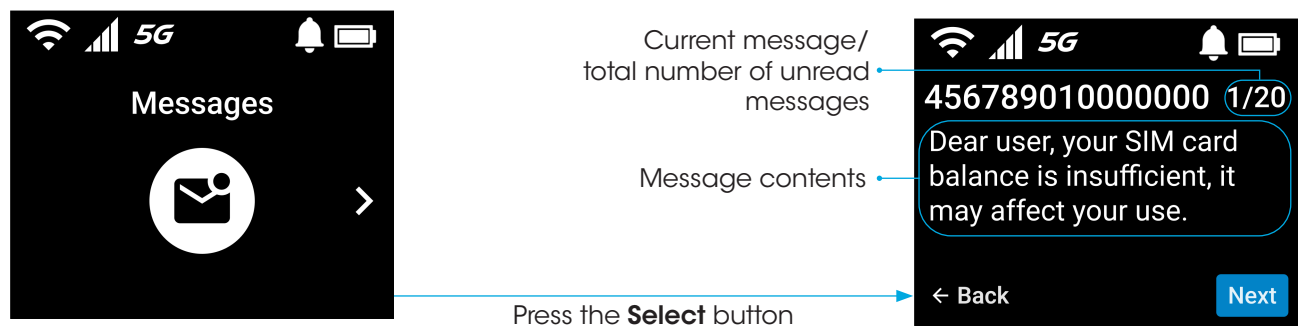 5G
Messages
Current message/
total number of unread
messages
Message contents
Press the Select button
5G
456789010000000 1/20
Dear user, your SIM card
balance is insufficient, it
may affect your use.
← Back
Next